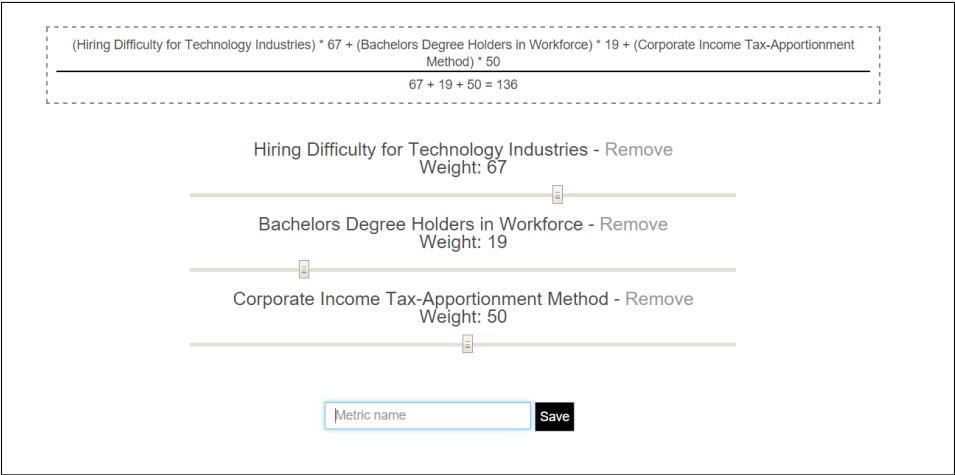 (Hiring Difficulty for Technology Industries) * 67 + (Bachelors Degree Holders in Workforce) * 19 + (Corporate Income Tax-Apportionment
Method) * 50
67 + 19 + 50 = 136
Hiring Difficulty for Technology Industries - Remove
Weight: 67
Bachelors Degree Holders in Workforce - Remove
Weight: 19
Corporate Income Tax-Apportionment Method - Remove
Weight: 50
Metric name Save